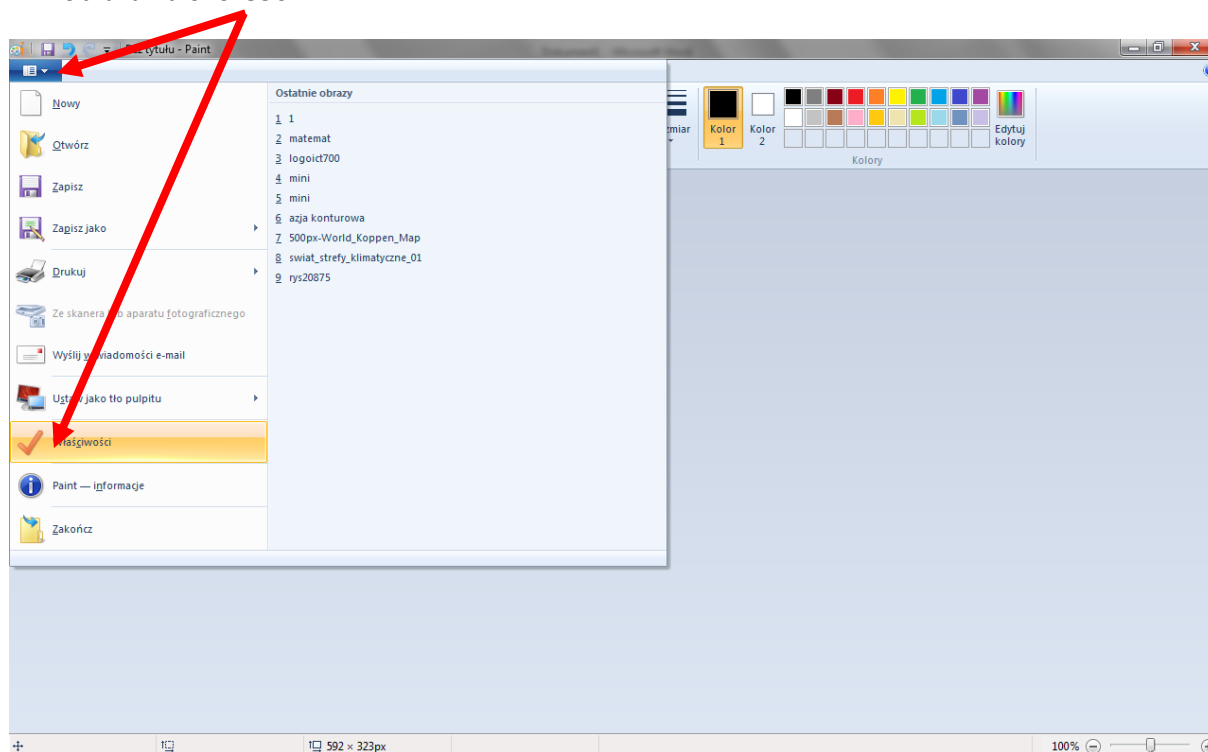 tytułu - Paint
Nowy
Otwórz
Zapisz
Zapisz jako
Drukuj
Ze skanera aparatu fotograficznego
Wyślij wiadomości e-mail
Ustaw jako tło pulpitu
Właściwości
Paint — informacje
Zakończ
Ostatnie obrazy
1 1
2 matemat
3 logoict700
4 mini
5 mini
6 azja konturowa
7 500px-World_Koppen_Map
8 swiat_strefy_klimatyczne_01
9 rys20875
Kolor
1
Kolor
2
Edytuj
kolory
Kolory
592 × 323px
100%